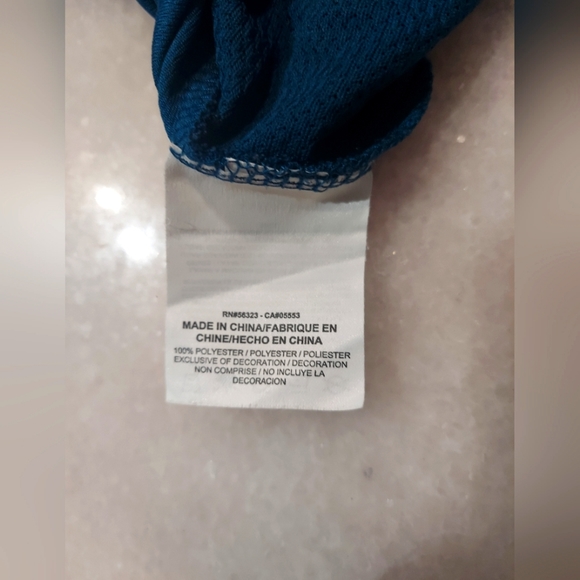 RN#56323 - CA#05553
MADE IN CHINA/FABRIQUE EN
CHINE/HECHO EN CHINA
100% POLYESTER / POLYESTER / POLIESTER
EXCLUSIVE OF DECORATION / DECORATION
NON COMPRISE / NO INCLUYE LA
DECORACION